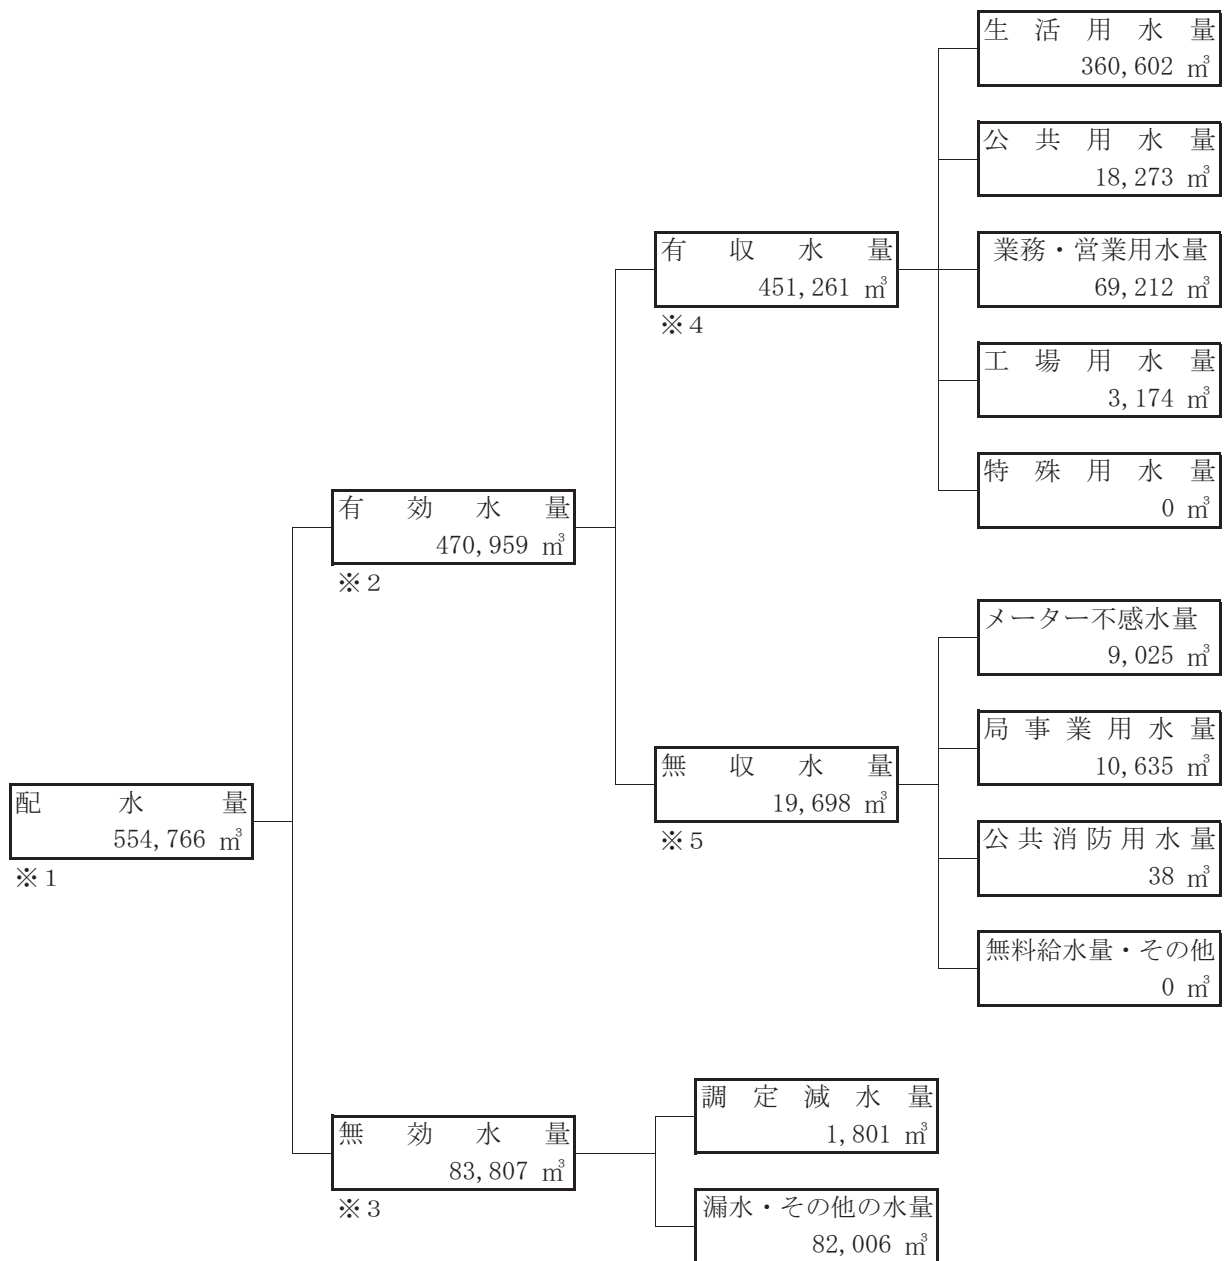 配水量
554,766 ㎥
※1
有効水量
470,959 ㎥
※2
有収水量
451,261 ㎥
※4
生活用水量
360,602 ㎥
公共用水量
18,273 ㎥
業務・営業用水量
69,212 ㎥
工場用水量
3,174 ㎥
特殊用水量
0 ㎥
無収水量
19,698 ㎥
※5
メーター不感水量
9,025 ㎥
局事業用水量
10,635 ㎥
公共消防用水量
38 ㎥
無料給水量・その他
0 ㎥
無効水量
83,807 ㎥
※3
調定減水量
1,801 ㎥
漏水・その他の水量
82,006 ㎥